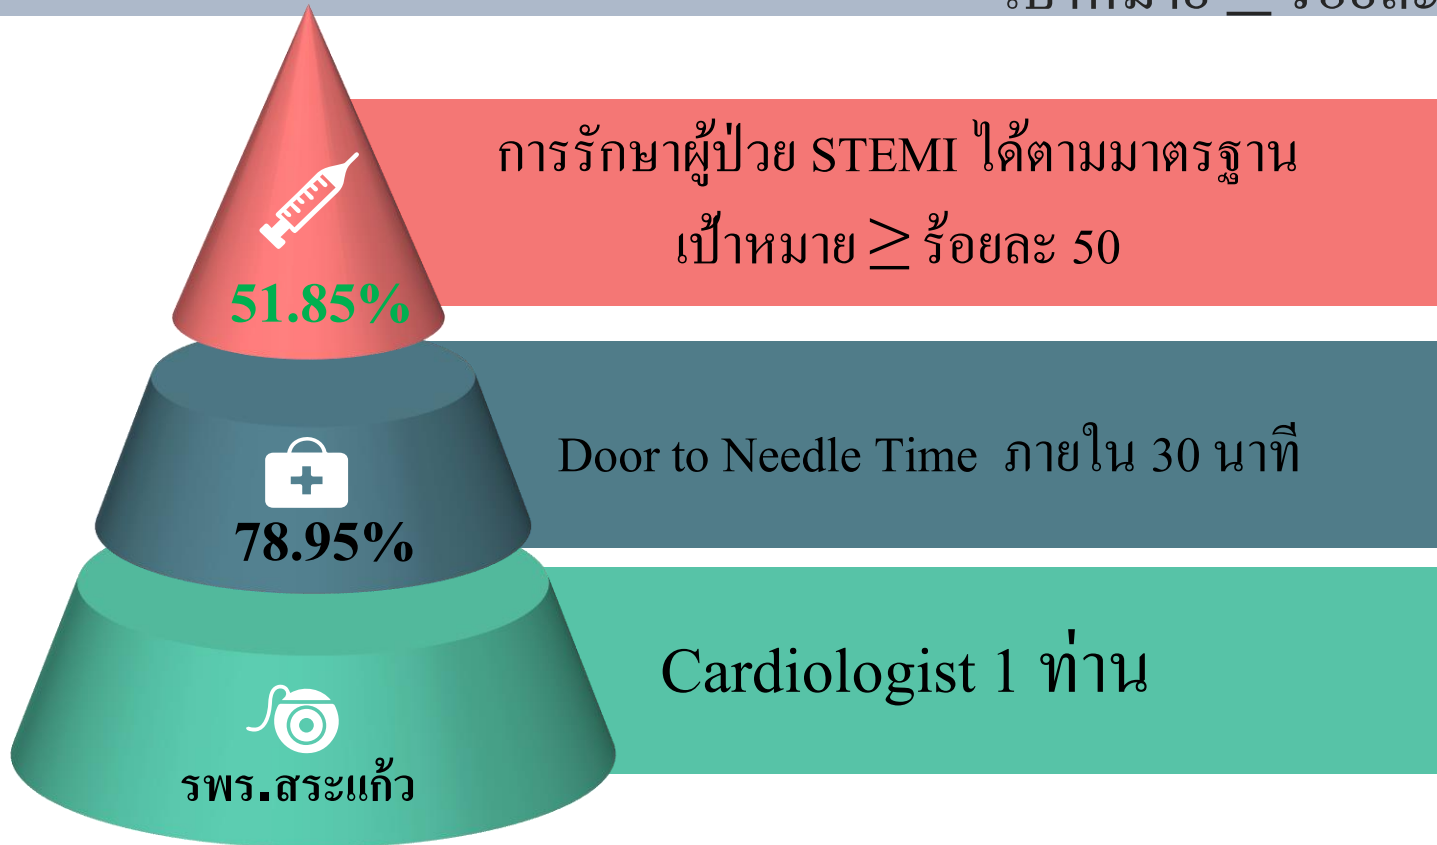 การรักษาผู้ป่วย STEMI ได้ตามมาตรฐาน
เป้าหมาย ≥ ร้อยละ 50
51.85%
Door to Needle Time ภายใน 30 นาที
78.95%
Cardiologist 1 ท่าน
รพร.สระแก้ว